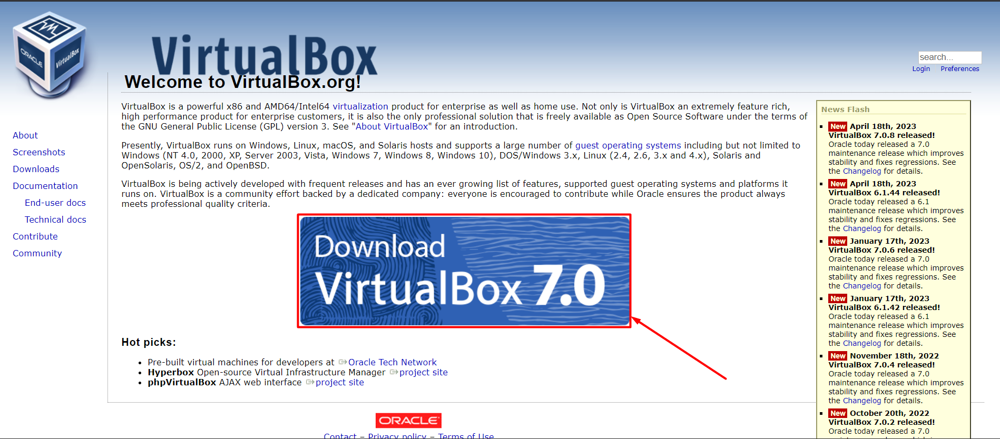 ORACLE
VirtualBox
VirtualBox
search...
Login Preferences
Welcome to VirtualBox.org!
VirtualBox is a powerful x86 and AMD64/Intel64 virtualization product for enterprise as well as home use. Not only is VirtualBox an extremely feature rich,
high performance product for enterprise customers, it is also the only professional solution that is freely available as Open Source Software under the terms of
the GNU General Public License (GPL) version 3. See "About VirtualBox" for an introduction.
Presently, VirtualBox runs on Windows, Linux, macOS, and Solaris hosts and supports a large number of guest operating systems including but not limited to
Windows (NT 4.0, 2000, XP, Server 2003, Vista, Windows 7, Windows 8, Windows 10), DOS/Windows 3.x, Linux (2.4, 2.6, 3.x and 4.x), Solaris and
OpenSolaris, OS/2, and OpenBSD.
VirtualBox is being actively developed with frequent releases and has an ever growing list of features, supported guest operating systems and platforms it
runs on. VirtualBox is a community effort backed by a dedicated company: everyone is encouraged to contribute while Oracle ensures the product always
meets professional quality criteria.
About
Screenshots
Downloads
Documentation
End-user docs
Technical docs
Contribute
Community
Download
VirtualBox 7.0
Hot picks:
Pre-built virtual machines for developers at Oracle Tech Network
Hyperbox Open-source Virtual Infrastructure Manager project site
phpVirtualBox AJAX web interface project site
News Flash
New April 18th, 2023
VirtualBox 7.0.8 released!
Oracle today released a 7.0
maintenance release which improves
stability and fixes regressions. See
the Changelog for details.
New April 18th, 2023
VirtualBox 6.1.44 released!
Oracle today released a 6.1
maintenance release which improves
stability and fixes regressions. See
the Changelog for details.
New January 17th, 2023
VirtualBox 7.0.6 released!
Oracle today released a 7.0
maintenance release which improves
stability and fixes regressions. See
the Changelog for details.
New January 17th, 2023
VirtualBox 6.1.42 released!
Oracle today released a 6.1
maintenance release which improves
stability and fixes regressions. See
the Changelog for details.
New November 18th, 2022
VirtualBox 7.0.4 released!
Oracle today released a 7.0
maintenance release which improves
stability and fixes regressions. See
the Changelog for details.
New October 20th, 2022
VirtualBox 7.0.2 released!
Oracle today released a 7.0
ORACLE
Contact – Privacy policy – Terms of Use